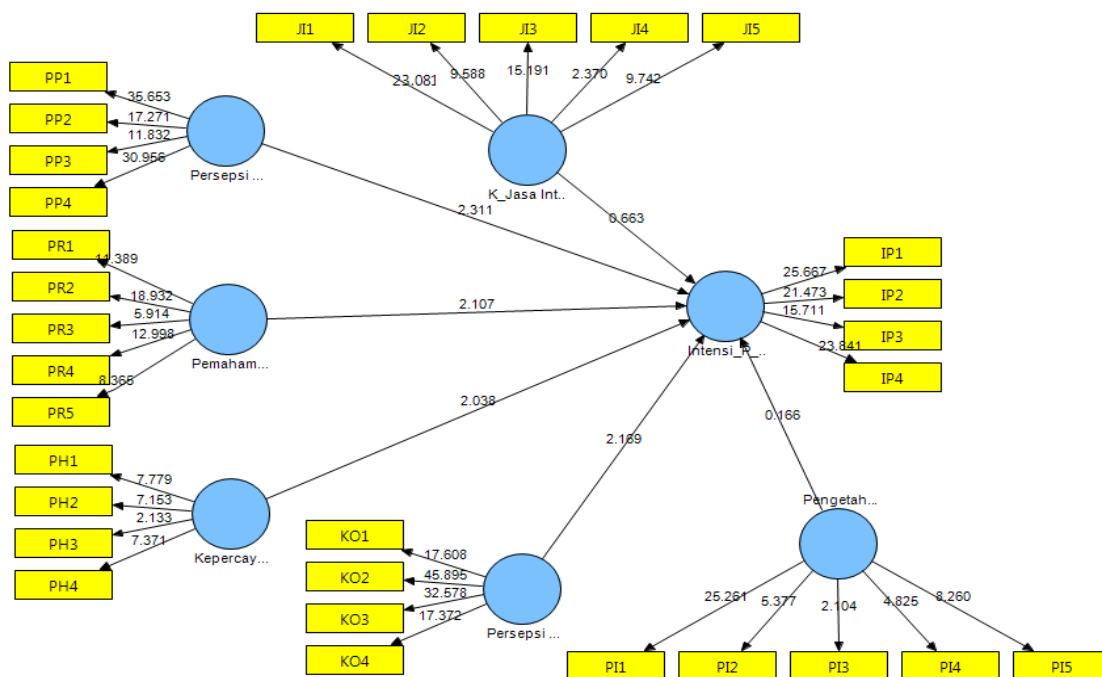 JI1 JI2 JI3 JI4 JI5
23.081 9.588 15.191 2.370 9.742
K_Jasa Int..
PP1
PP2
PP3
PP4
35.653
17.271
11.832
30.956
Persepsi ...
2.311
0.663
PR1
PR2
PR3
PR4
PR5
11.389
18.932
5.914
12.998
8.365
Pemaham...
2.107
IP1
IP2
IP3
IP4
25.667
21.473
15.711
23.841
Intensi_P_..
PH1
PH2
PH3
PH4
7.779
7.153
2.133
7.371
Kepercay...
2.038
KO1
KO2
KO3
KO4
17.608
45.895
32.578
17.372
Persepsi ...
2.169
0.166
Pengetah...
25.261 5.377 2.104 4.825 8.260
PI1 PI2 PI3 PI4 PI5